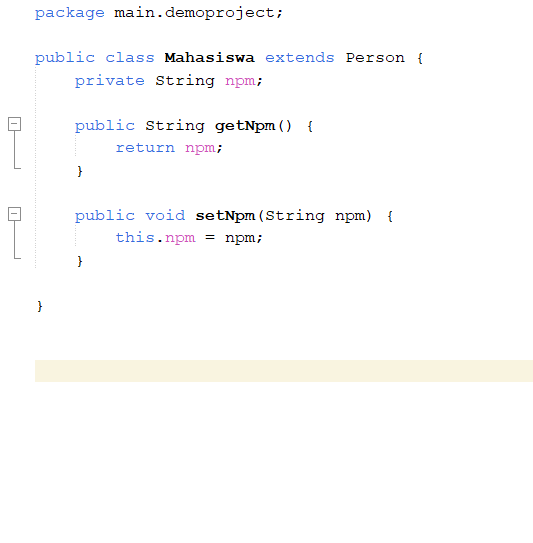 package main.demoproject;
public class Mahasiswa extends Person {
private String npm;
public String getNpm() {
return npm;
}
public void setNpm(String npm) {
this.npm = npm;
}
}